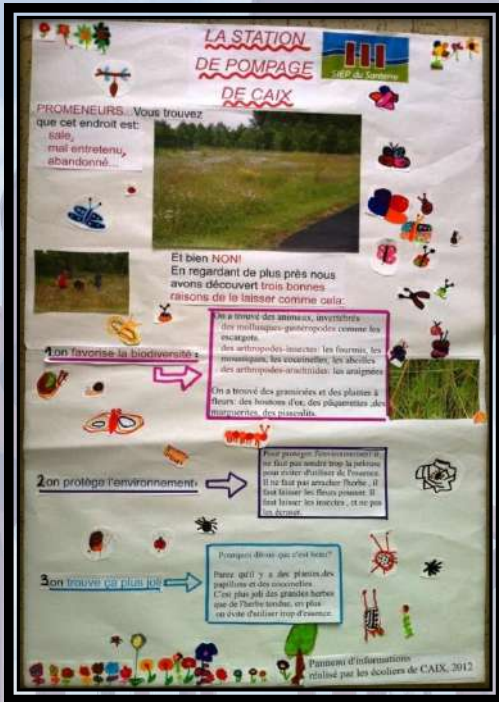 LA STATION
DE POMPAGE
DE CAIX
SIEP du Santerre
PROMENEURS...Vous trouvez
que cet endroit est:
sale,
mal entretenu,
abandonné...
Et bien NON!
En regardant de plus près nous
avons découvert trois bonnes
raisons de le laisser comme cela:
1.on favorise la biodiversité :
On a trouvé des animaux, invertébrés
des mollusques-gastéropodes comme les
escargots.
des arthropodes-insectes: les fourmis, les
moustiques, les coccinelles, les abeilles
des arthropodes-arachnides: les araignées
On a trouvé des graminées et des plantes à
fleurs: des boutons d'or, des pâquerettes ,des
marguerites, des pissenlits.
2.on protège l'environnement:
Pour protéger l'environnement il
ne faut pas tondre trop la pelouse
pour éviter d'utiliser de l'essence.
Il ne faut pas arracher l'herbe , il
faut laisser les fleurs pousser. Il
faut laisser les insectes , et ne pas
les écraser.
3.on trouve ça plus joli
Pourquoi dit-on que c'est beau?
Parce qu'il y a des plantes,des
papillons et des coccinelles.
C'est plus joli des grandes herbes
que de l'herbe tondue, en plus
on évite d'utiliser trop d'essence.
Panneau d'informations
réalisé par les écoliers de CAIX, 2012